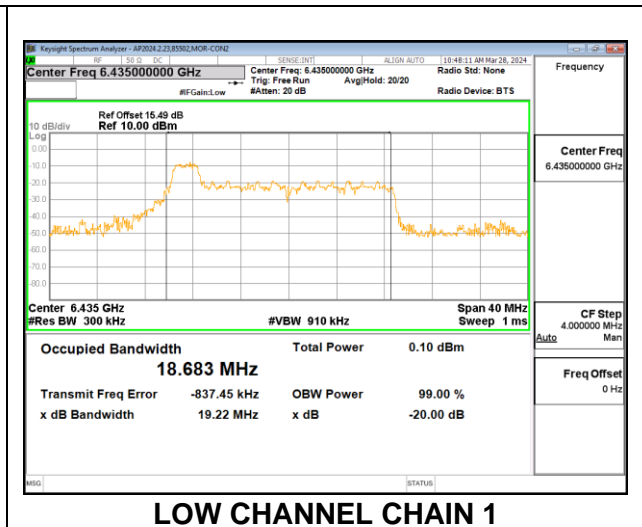 Keysight Spectrum Analyzer - AP2024.2.23,85502,MOR-CON2
RF 50 Ω DC SENSE:INT ALIGN AUTO 10:48:11 AM Mar 28, 2024
Center Freq 6.435000000 GHz Center Freq: 6.435000000 GHz Radio Std: None
Trig: Free Run Avg|Hold: 20/20
#IFGain:Low #Atten: 20 dB Radio Device: BTS
Frequency
Ref Offset 15.49 dB
10 dB/div Ref 10.00 dBm
Log
0.00
-10.0
-20.0
-30.0
-40.0
-50.0
-60.0
-70.0
-80.0
Center Freq
6.435000000 GHz
Center 6.435 GHz Span 40 MHz
#Res BW 300 kHz #VBW 910 kHz Sweep 1 ms
CF Step
4.000000 MHz
Auto Man
Occupied Bandwidth Total Power 0.10 dBm
18.683 MHz
Transmit Freq Error -837.45 kHz OBW Power 99.00 %
x dB Bandwidth 19.22 MHz x dB -20.00 dB
Freq Offset
0 Hz
MSG STATUS
LOW CHANNEL CHAIN 1